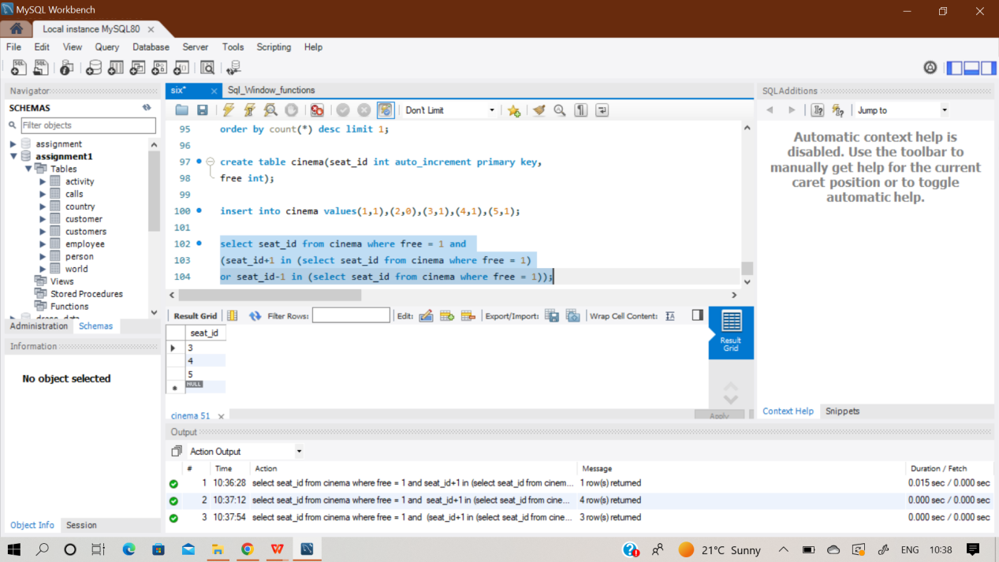 MySQL Workbench
Local instance MySQL80
File Edit View Query Database Server Tools Scripting Help
Navigator
SCHEMAS
Filter objects
assignment
assignment1
Tables
activity
calls
country
customer
customers
employee
person
world
Views
Stored Procedures
Functions
Administration Schemas
Information
No object selected
Object Info Session
six* Sql_Window_functions
Don't Limit
95 order by count(*) desc limit 1;
96
97 create table cinema(seat_id int auto_increment primary key,
98 free int);
99
100 insert into cinema values(1,1),(2,0),(3,1),(4,1),(5,1);
101
102 select seat_id from cinema where free = 1 and
103 (seat_id+1 in (select seat_id from cinema where free = 1)
104 or seat_id-1 in (select seat_id from cinema where free = 1));
Result Grid Filter Rows: Edit: Export/Import: Wrap Cell Content:
seat_id
3
4
5
NULL
Result Grid
cinema 51
Apply
SQLAdditions
Jump to
Automatic context help is
disabled. Use the toolbar to
manually get help for the current
caret position or to toggle
automatic help.
Context Help Snippets
Output
Action Output
# Time Action Message Duration / Fetch
1 10:36:28 select seat_id from cinema where free = 1 and seat_id+1 in (select seat_id from cinem... 1 row(s) returned 0.015 sec / 0.000 sec
2 10:37:12 select seat_id from cinema where free = 1 and seat_id+1 in (select seat_id from cine... 4 row(s) returned 0.000 sec / 0.000 sec
3 10:37:54 select seat_id from cinema where free = 1 and (seat_id+1 in (select seat_id from cine... 3 row(s) returned 0.000 sec / 0.000 sec
21°C Sunny ENG 10:38